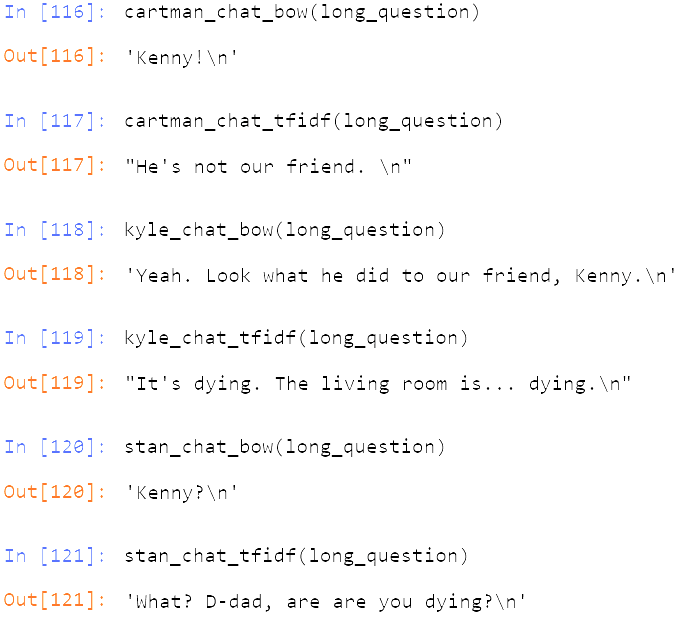 In [116]: cartman_chat_bow(long_question)
Out[116]: 'Kenny!\n'
In [117]: cartman_chat_tfidf(long_question)
Out[117]: "He's not our friend. \n"
In [118]: kyle_chat_bow(long_question)
Out[118]: 'Yeah. Look what he did to our friend, Kenny.\n'
In [119]: kyle_chat_tfidf(long_question)
Out[119]: "It's dying. The living room is... dying.\n"
In [120]: stan_chat_bow(long_question)
Out[120]: 'Kenny?\n'
In [121]: stan_chat_tfidf(long_question)
Out[121]: 'What? D-dad, are are you dying?\n'